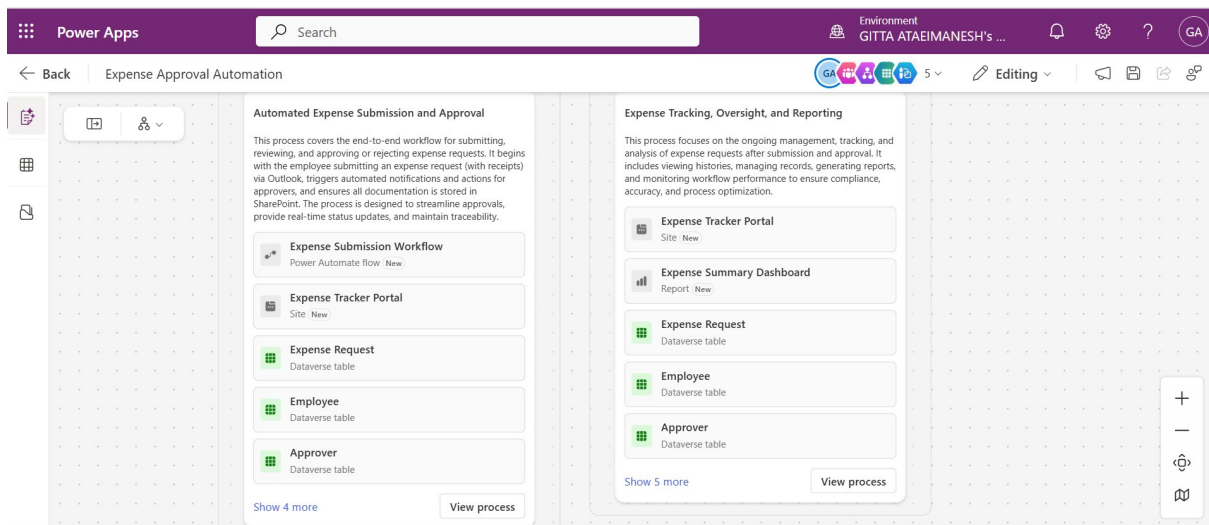 Power Apps
Search
Environment
GITTA ATAEIMANESH's ...
GA
Back
Expense Approval Automation
GA
5
Editing
Automated Expense Submission and Approval
This process covers the end-to-end workflow for submitting,
reviewing, and approving or rejecting expense requests. It begins
with the employee submitting an expense request (with receipts)
via Outlook, triggers automated notifications and actions for
approvers, and ensures all documentation is stored in
SharePoint. The process is designed to streamline approvals,
provide real-time status updates, and maintain traceability.
Expense Submission Workflow
Power Automate flow New
Expense Tracker Portal
Site New
Expense Request
Dataverse table
Employee
Dataverse table
Approver
Dataverse table
Show 4 more
View process
Expense Tracking, Oversight, and Reporting
This process focuses on the ongoing management, tracking, and
analysis of expense requests after submission and approval. It
includes viewing histories, managing records, generating reports,
and monitoring workflow performance to ensure compliance,
accuracy, and process optimization.
Expense Tracker Portal
Site New
Expense Summary Dashboard
Report New
Expense Request
Dataverse table
Employee
Dataverse table
Approver
Dataverse table
Show 5 more
View process